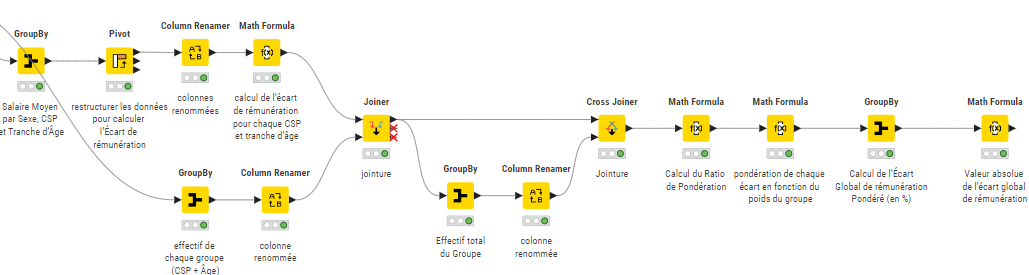 GroupBy
Salaire Moyen
par Sexe, CSP
et Tranche d'Âge
Pivot
restructurer les données
pour calculer
l'Écart de
rémunération
Column Renamer
colonnes
renommées
Math Formula
calcul de l'écart
de rémunération
pour chaque CSP
et tranche d'âge
GroupBy
effectif de
chaque groupe
(CSP + Âge)
Column Renamer
colonne
renommée
Joiner
jointure
GroupBy
Effectif total
du Groupe
Column Renamer
colonne
renommée
Cross Joiner
Jointure
Math Formula
Calcul du Ratio
de Pondération
Math Formula
pondération de chaque
écart en fonction du
poids du groupe
GroupBy
Calcul de l'Écart
Global de rémunération
Pondéré (en %)
Math Formula
Valeur absolue
de l'écart global
de rémunération